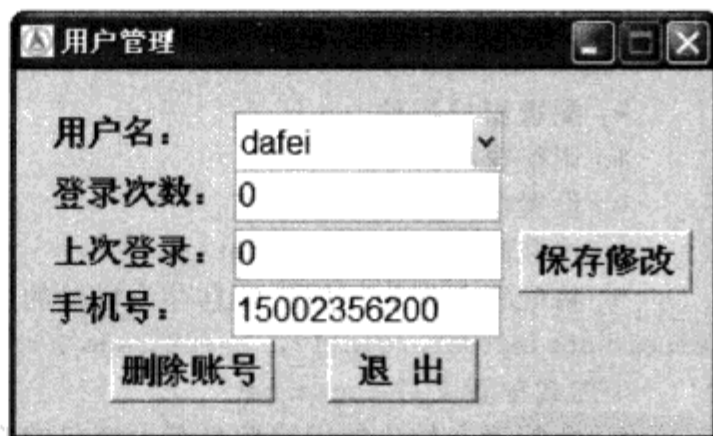 用户管理
用户名：
dafei
登录次数：
0
上次登录：
0
保存修改
手机号：
15002356200
删除账号
退 出